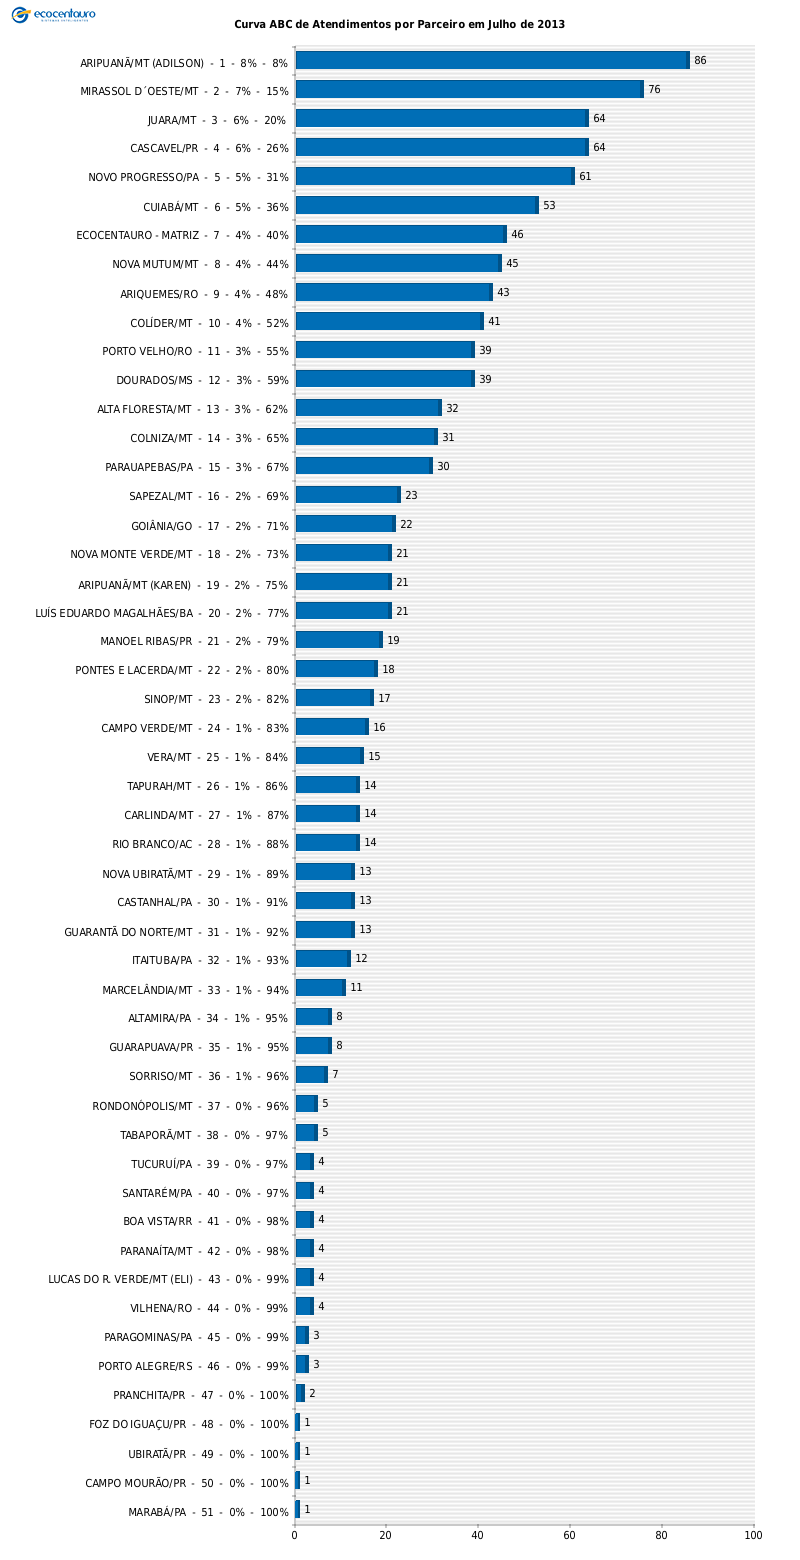 ecocentauro
Curva ABC de Atendimentos por Parceiro em Julho de 2013
ARIPUANÃ/MT (ADILSON) - 1 - 8% - 8% 86
MIRASSOL D´OESTE/MT - 2 - 7% - 15% 76
JUARA/MT - 3 - 6% - 20% 64
CASCAVEL/PR - 4 - 6% - 26% 64
NOVO PROGRESSO/PA - 5 - 5% - 31% 61
CUIABÁ/MT - 6 - 5% - 36% 53
ECOCENTAURO - MATRIZ - 7 - 4% - 40% 46
NOVA MUTUM/MT - 8 - 4% - 44% 45
ARIQUEMES/RO - 9 - 4% - 48% 43
COLÍDER/MT - 10 - 4% - 52% 41
PORTO VELHO/RO - 11 - 3% - 55% 39
DOURADOS/MS - 12 - 3% - 59% 39
ALTA FLORESTA/MT - 13 - 3% - 62% 32
COLNIZA/MT - 14 - 3% - 65% 31
PARAUAPEBAS/PA - 15 - 3% - 67% 30
SAPEZAL/MT - 16 - 2% - 69% 23
GOIÂNIA/GO - 17 - 2% - 71% 22
NOVA MONTE VERDE/MT - 18 - 2% - 73% 21
ARIPUANÃ/MT (KAREN) - 19 - 2% - 75% 21
LUÍS EDUARDO MAGALHÃES/BA - 20 - 2% - 77% 21
MANOEL RIBAS/PR - 21 - 2% - 79% 19
PONTES E LACERDA/MT - 22 - 2% - 80% 18
SINOP/MT - 23 - 2% - 82% 17
CAMPO VERDE/MT - 24 - 1% - 83% 16
VERA/MT - 25 - 1% - 84% 15
TAPURAH/MT - 26 - 1% - 86% 14
CARLINDA/MT - 27 - 1% - 87% 14
RIO BRANCO/AC - 28 - 1% - 88% 14
NOVA UBIRATÃ/MT - 29 - 1% - 89% 13
CASTANHAL/PA - 30 - 1% - 91% 13
GUARANTÃ DO NORTE/MT - 31 - 1% - 92% 13
ITAITUBA/PA - 32 - 1% - 93% 12
MARCELÂNDIA/MT - 33 - 1% - 94% 11
ALTAMIRA/PA - 34 - 1% - 95% 8
GUARAPUAVA/PR - 35 - 1% - 95% 8
SORRISO/MT - 36 - 1% - 96% 7
RONDONÓPOLIS/MT - 37 - 0% - 96% 5
TABAPORÃ/MT - 38 - 0% - 97% 5
TUCURUÍ/PA - 39 - 0% - 97% 4
SANTARÉM/PA - 40 - 0% - 97% 4
BOA VISTA/RR - 41 - 0% - 98% 4
PARANAÍTA/MT - 42 - 0% - 98% 4
LUCAS DO R. VERDE/MT (ELI) - 43 - 0% - 99% 4
VILHENA/RO - 44 - 0% - 99% 4
PARAGOMINAS/PA - 45 - 0% - 99% 3
PORTO ALEGRE/RS - 46 - 0% - 99% 3
PRANCHITA/PR - 47 - 0% - 100% 2
FOZ DO IGUAÇU/PR - 48 - 0% - 100% 1
UBIRATÃ/PR - 49 - 0% - 100% 1
CAMPO MOURÃO/PR - 50 - 0% - 100% 1
MARABÁ/PA - 51 - 0% - 100% 1
0 20 40 60 80 100